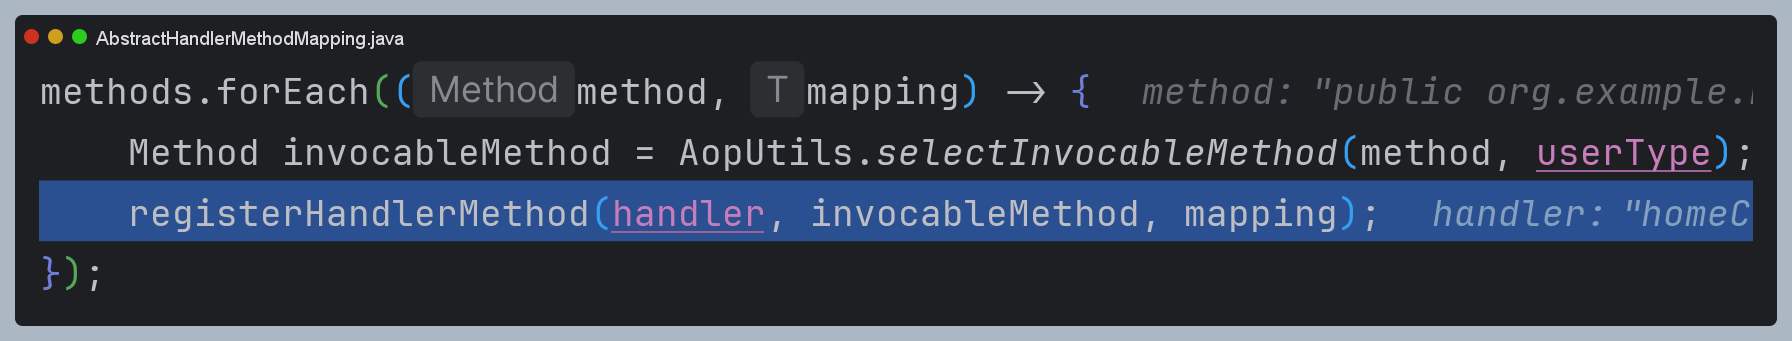 AbstractHandlerMethodMapping.java
methods.forEach((Method method, T mapping) -> { method: "public org.example.
Method invocableMethod = AopUtils.selectInvocableMethod(method, userType);
registerHandlerMethod(handler, invocableMethod, mapping); handler: "homeC
});